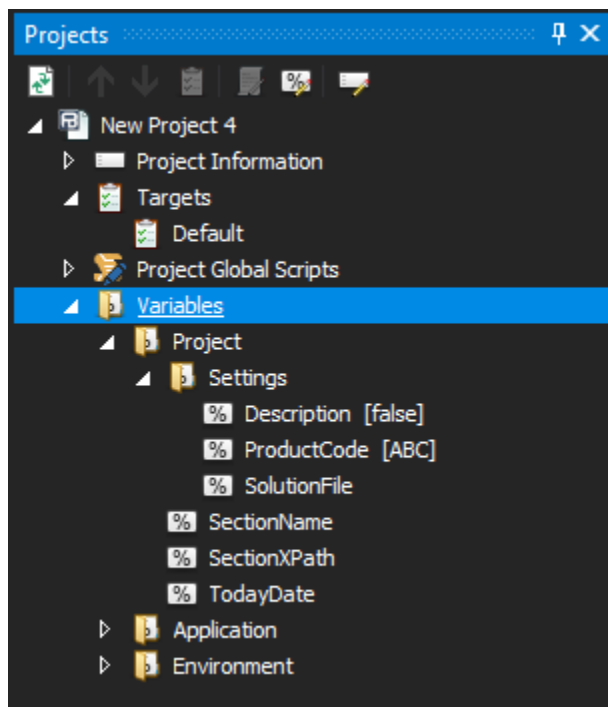 Projects
New Project 4
Project Information
Targets
Default
Project Global Scripts
Variables
Project
Settings
Description [false]
ProductCode [ABC]
SolutionFile
SectionName
SectionXPath
TodayDate
Application
Environment